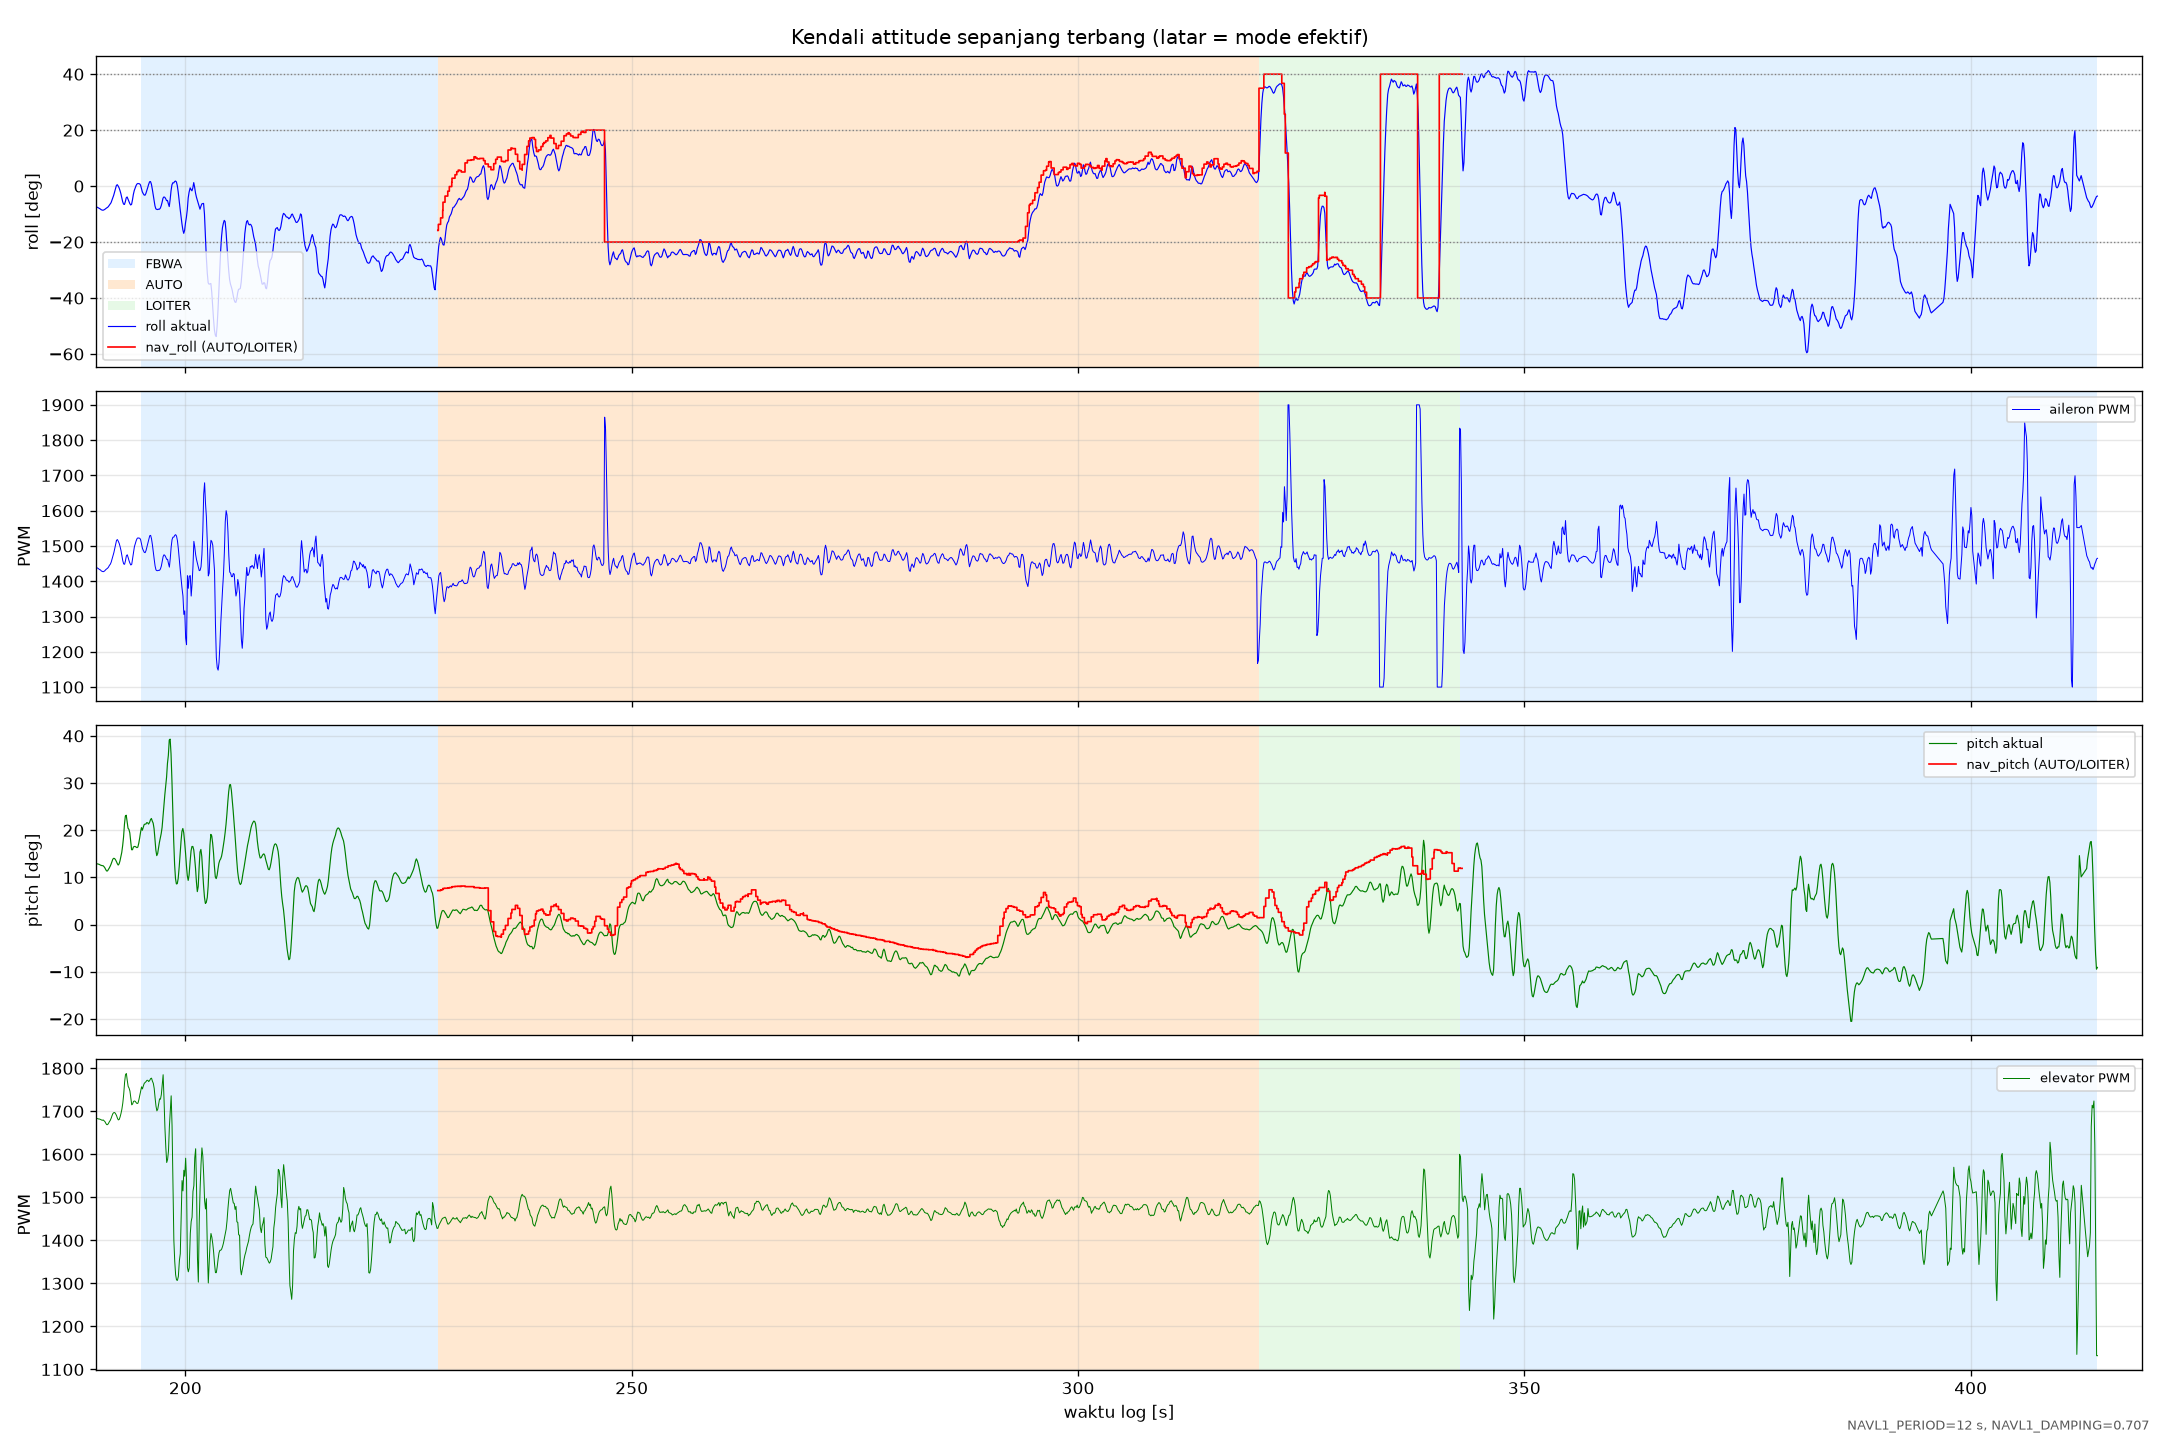 Kendali attitude sepanjang terbang (latar = mode efektif)
40
20
0
−20
−40
−60
roll [deg]
FBWA
AUTO
LOITER
roll aktual
nav_roll (AUTO/LOITER)
1900
1800
1700
1600
1500
1400
1300
1200
1100
PWM
aileron PWM
40
30
20
10
0
−10
−20
pitch [deg]
pitch aktual
nav_pitch (AUTO/LOITER)
1800
1700
1600
1500
1400
1300
1200
1100
PWM
elevator PWM
200 250 300 350 400
waktu log [s]
NAVL1_PERIOD=12 s, NAVL1_DAMPING=0.707